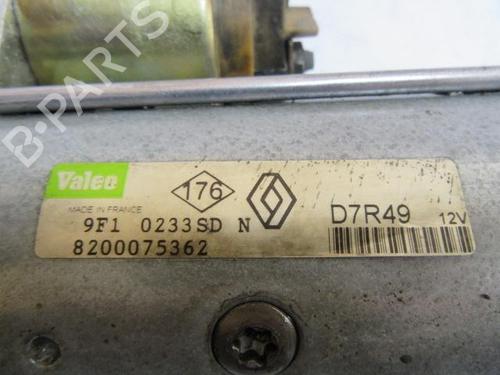 B-PARTS
Valeo
176
MADE IN FRANCE
D7R49
12V
9F1 0233SD N
8200075362